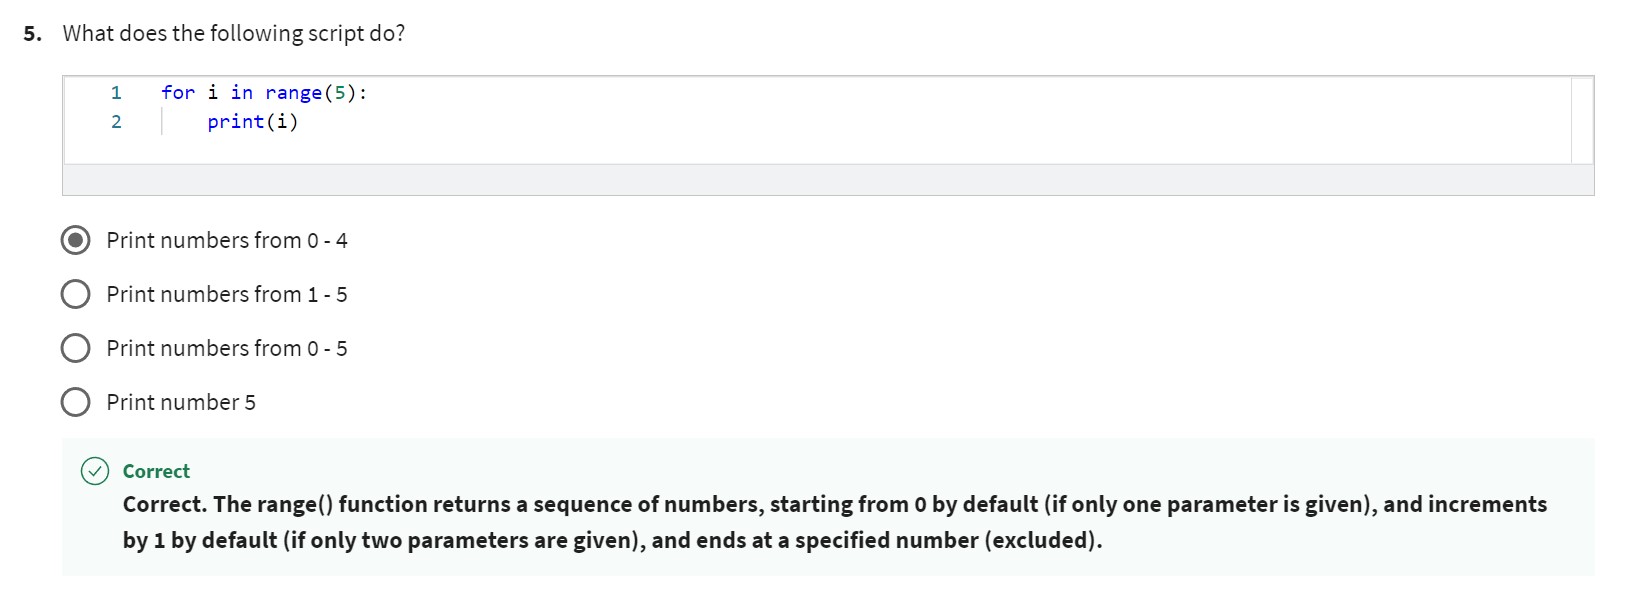 5. What does the following script do?
1 for i in range(5):
2 print(i)
Print numbers from 0 - 4
Print numbers from 1 - 5
Print numbers from 0 - 5
Print number 5
Correct
Correct. The range() function returns a sequence of numbers, starting from 0 by default (if only one parameter is given), and increments
by 1 by default (if only two parameters are given), and ends at a specified number (excluded).